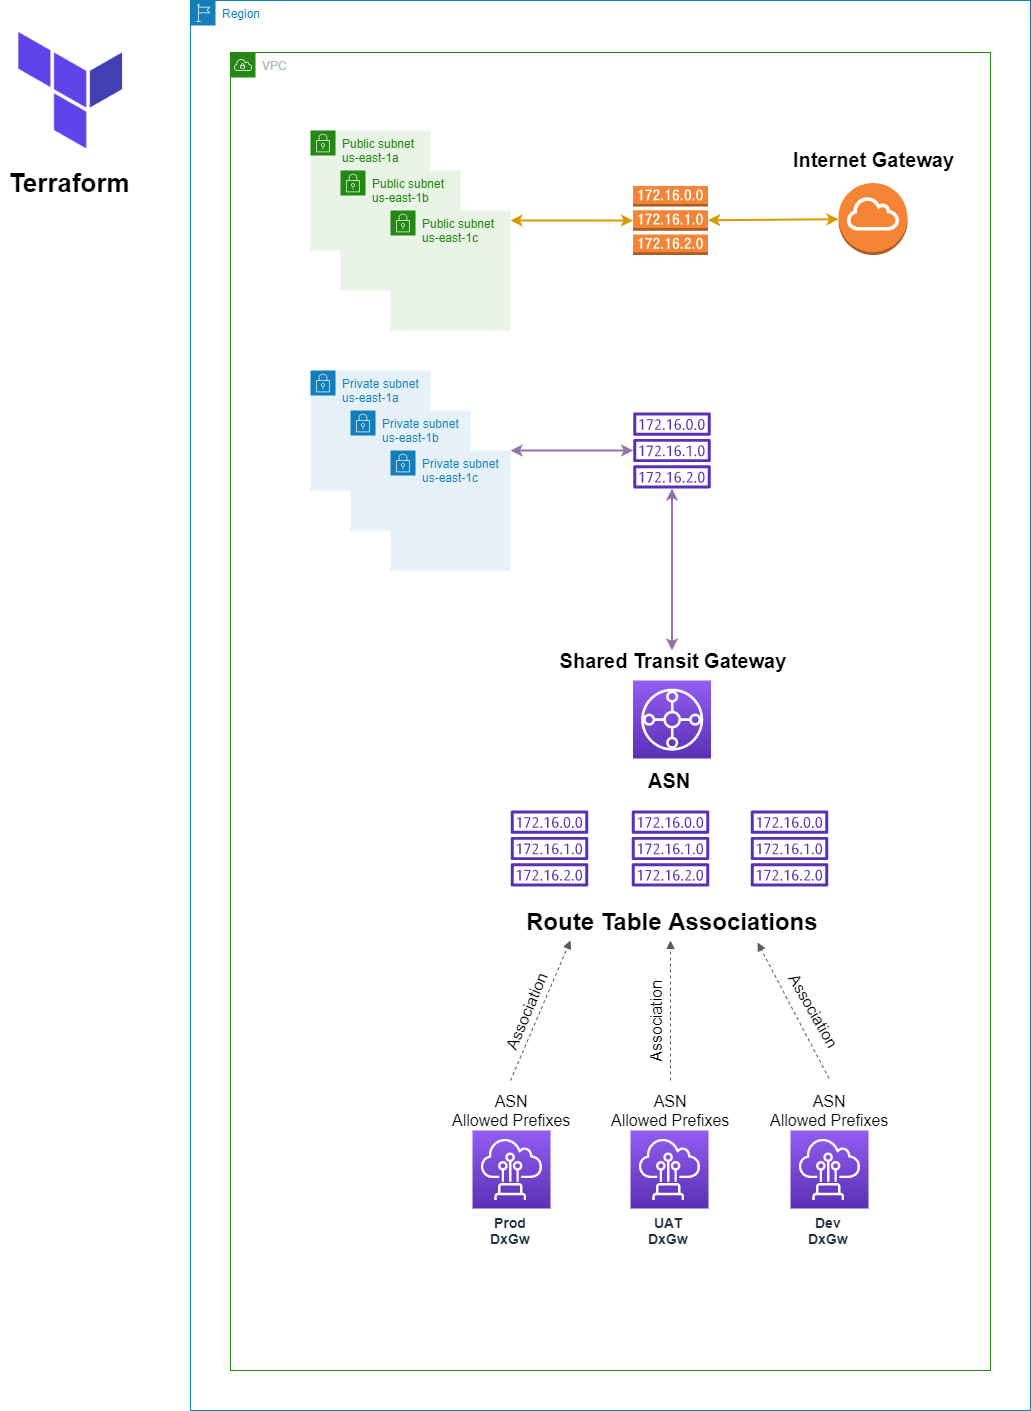 Region
VPC
Terraform
Public subnet
us-east-1a
Public subnet
us-east-1b
Public subnet
us-east-1c
172.16.0.0
172.16.1.0
172.16.2.0
Internet Gateway
Private subnet
us-east-1a
Private subnet
us-east-1b
Private subnet
us-east-1c
172.16.0.0
172.16.1.0
172.16.2.0
Shared Transit Gateway
ASN
172.16.0.0 172.16.0.0 172.16.0.0
172.16.1.0 172.16.1.0 172.16.1.0
172.16.2.0 172.16.2.0 172.16.2.0
Route Table Associations
Association Association Association
ASN ASN ASN
Allowed Prefixes Allowed Prefixes Allowed Prefixes
Prod UAT Dev
DxGw DxGw DxGw